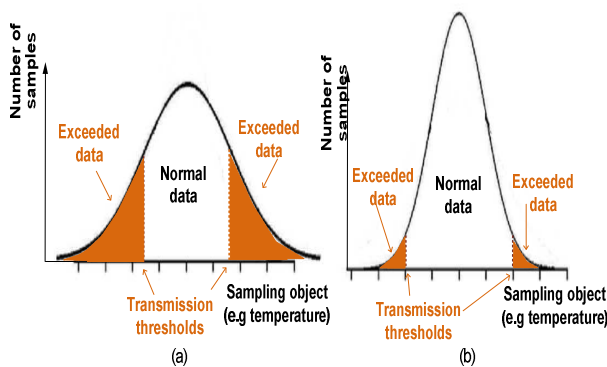 Number of
samples
Exceeded
data
Normal
data
Exceeded
data
Transmission
thresholds
Sampling object
(e.g temperature)
(a)
Number of
samples
Exceeded
data
Normal
data
Exceeded
data
Transmission
thresholds
Sampling object
(e.g temperature)
(b)